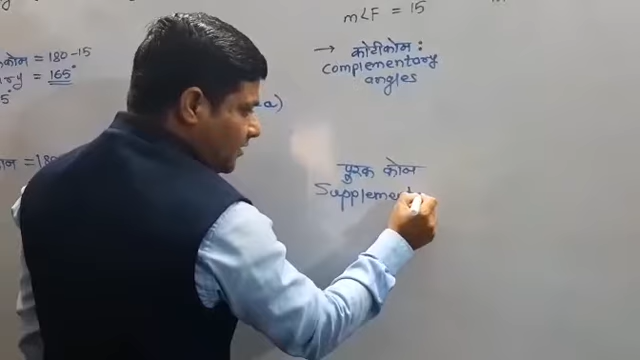 m∠F = 15
= 180-15
= 165°
→ कोटीकोन :
complementary
angles
पुरक कोन
Supplement